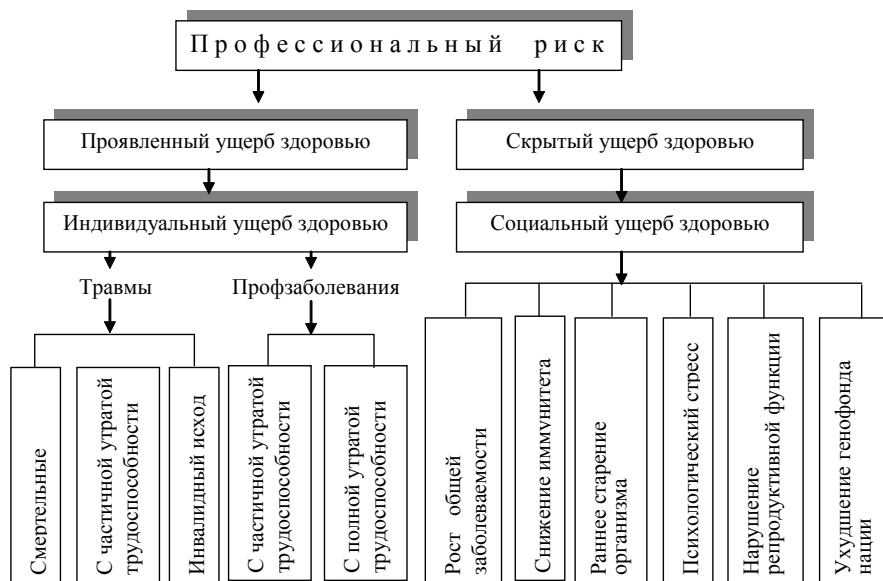 Профессиональный риск
Проявленный ущерб здоровью
Скрытый ущерб здоровью
Индивидуальный ущерб здоровью
Социальный ущерб здоровью
Травмы
Профзаболевания
Смертельные
С частичной утратой
трудоспособности
Инвалидный исход
С частичной утратой
трудоспособности
С полной утратой
трудоспособности
Рост общей
заболеваемости
Снижение иммунитета
Раннее старение
организма
Психологический стресс
Нарушение
репродуктивной функции
Ухудшение генофонда
нации